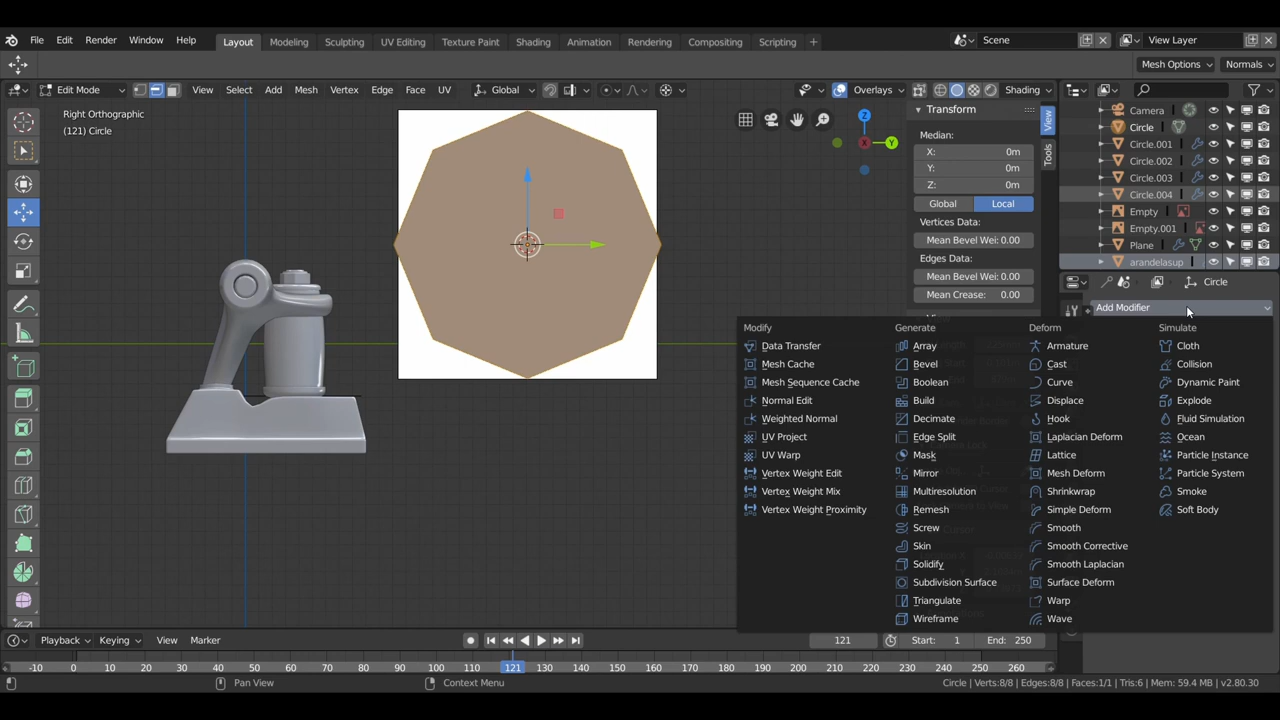 File Edit Render Window Help Layout Modeling Sculpting UV Editing Texture Paint Shading Animation Rendering Compositing Scripting Scene View Layer
Mesh Options Normals
Edit Mode View Select Add Mesh Vertex Edge Face UV Global Overlays Shading
Right Orthographic
(121) Circle
Z
X
Y
Transform
Median:
X: 0m
Y: 0m
Z: 0m
Global Local
Vertices Data:
Mean Bevel Wei: 0.00
Edges Data:
Mean Bevel Wei: 0.00
Mean Crease: 0.00
View
Tools
Camera
Circle
Circle.001
Circle.002
Circle.003
Circle.004
Empty
Empty.001
Plane
arandelasup
Circle
Add Modifier
Modify Generate Deform Simulate
Data Transfer Array Armature Cloth
Mesh Cache Bevel Cast Collision
Mesh Sequence Cache Boolean Curve Dynamic Paint
Normal Edit Build Displace Explode
Weighted Normal Decimate Hook Fluid Simulation
UV Project Edge Split Laplacian Deform Ocean
UV Warp Mask Lattice Particle Instance
Vertex Weight Edit Mirror Mesh Deform Particle System
Vertex Weight Mix Multiresolution Shrinkwrap Smoke
Vertex Weight Proximity Remesh Simple Deform Soft Body
Screw Smooth
Skin Smooth Corrective
Solidify Smooth Laplacian
Subdivision Surface Surface Deform
Triangulate Warp
Wireframe Wave
Playback Keying View Marker 121 Start: 1 End: 250
-10 0 10 20 30 40 50 60 70 80 90 100 110 121 130 140 150 160 170 180 190 200 210 220 230 240 250 260
Pan View Context Menu Circle | Verts:8/8 | Edges:8/8 | Faces:1/1 | Tris:6 | Mem: 59.4 MB | v2.80.30